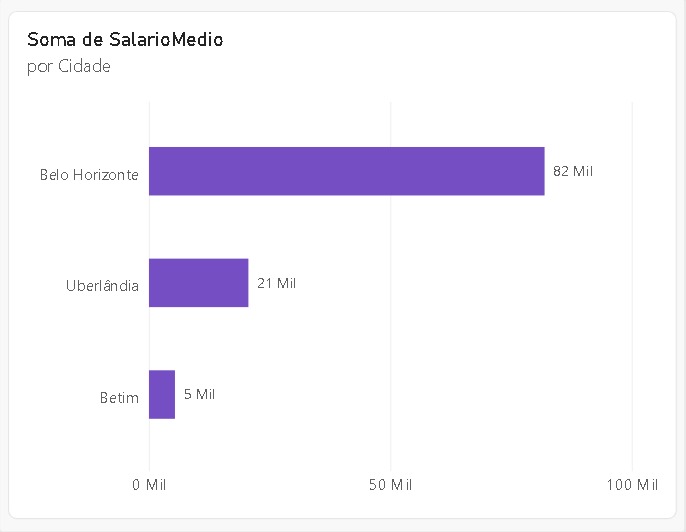 Soma de SalarioMedio
por Cidade
Belo Horizonte 82 Mil
Uberlândia 21 Mil
Betim 5 Mil
0 Mil 50 Mil 100 Mil